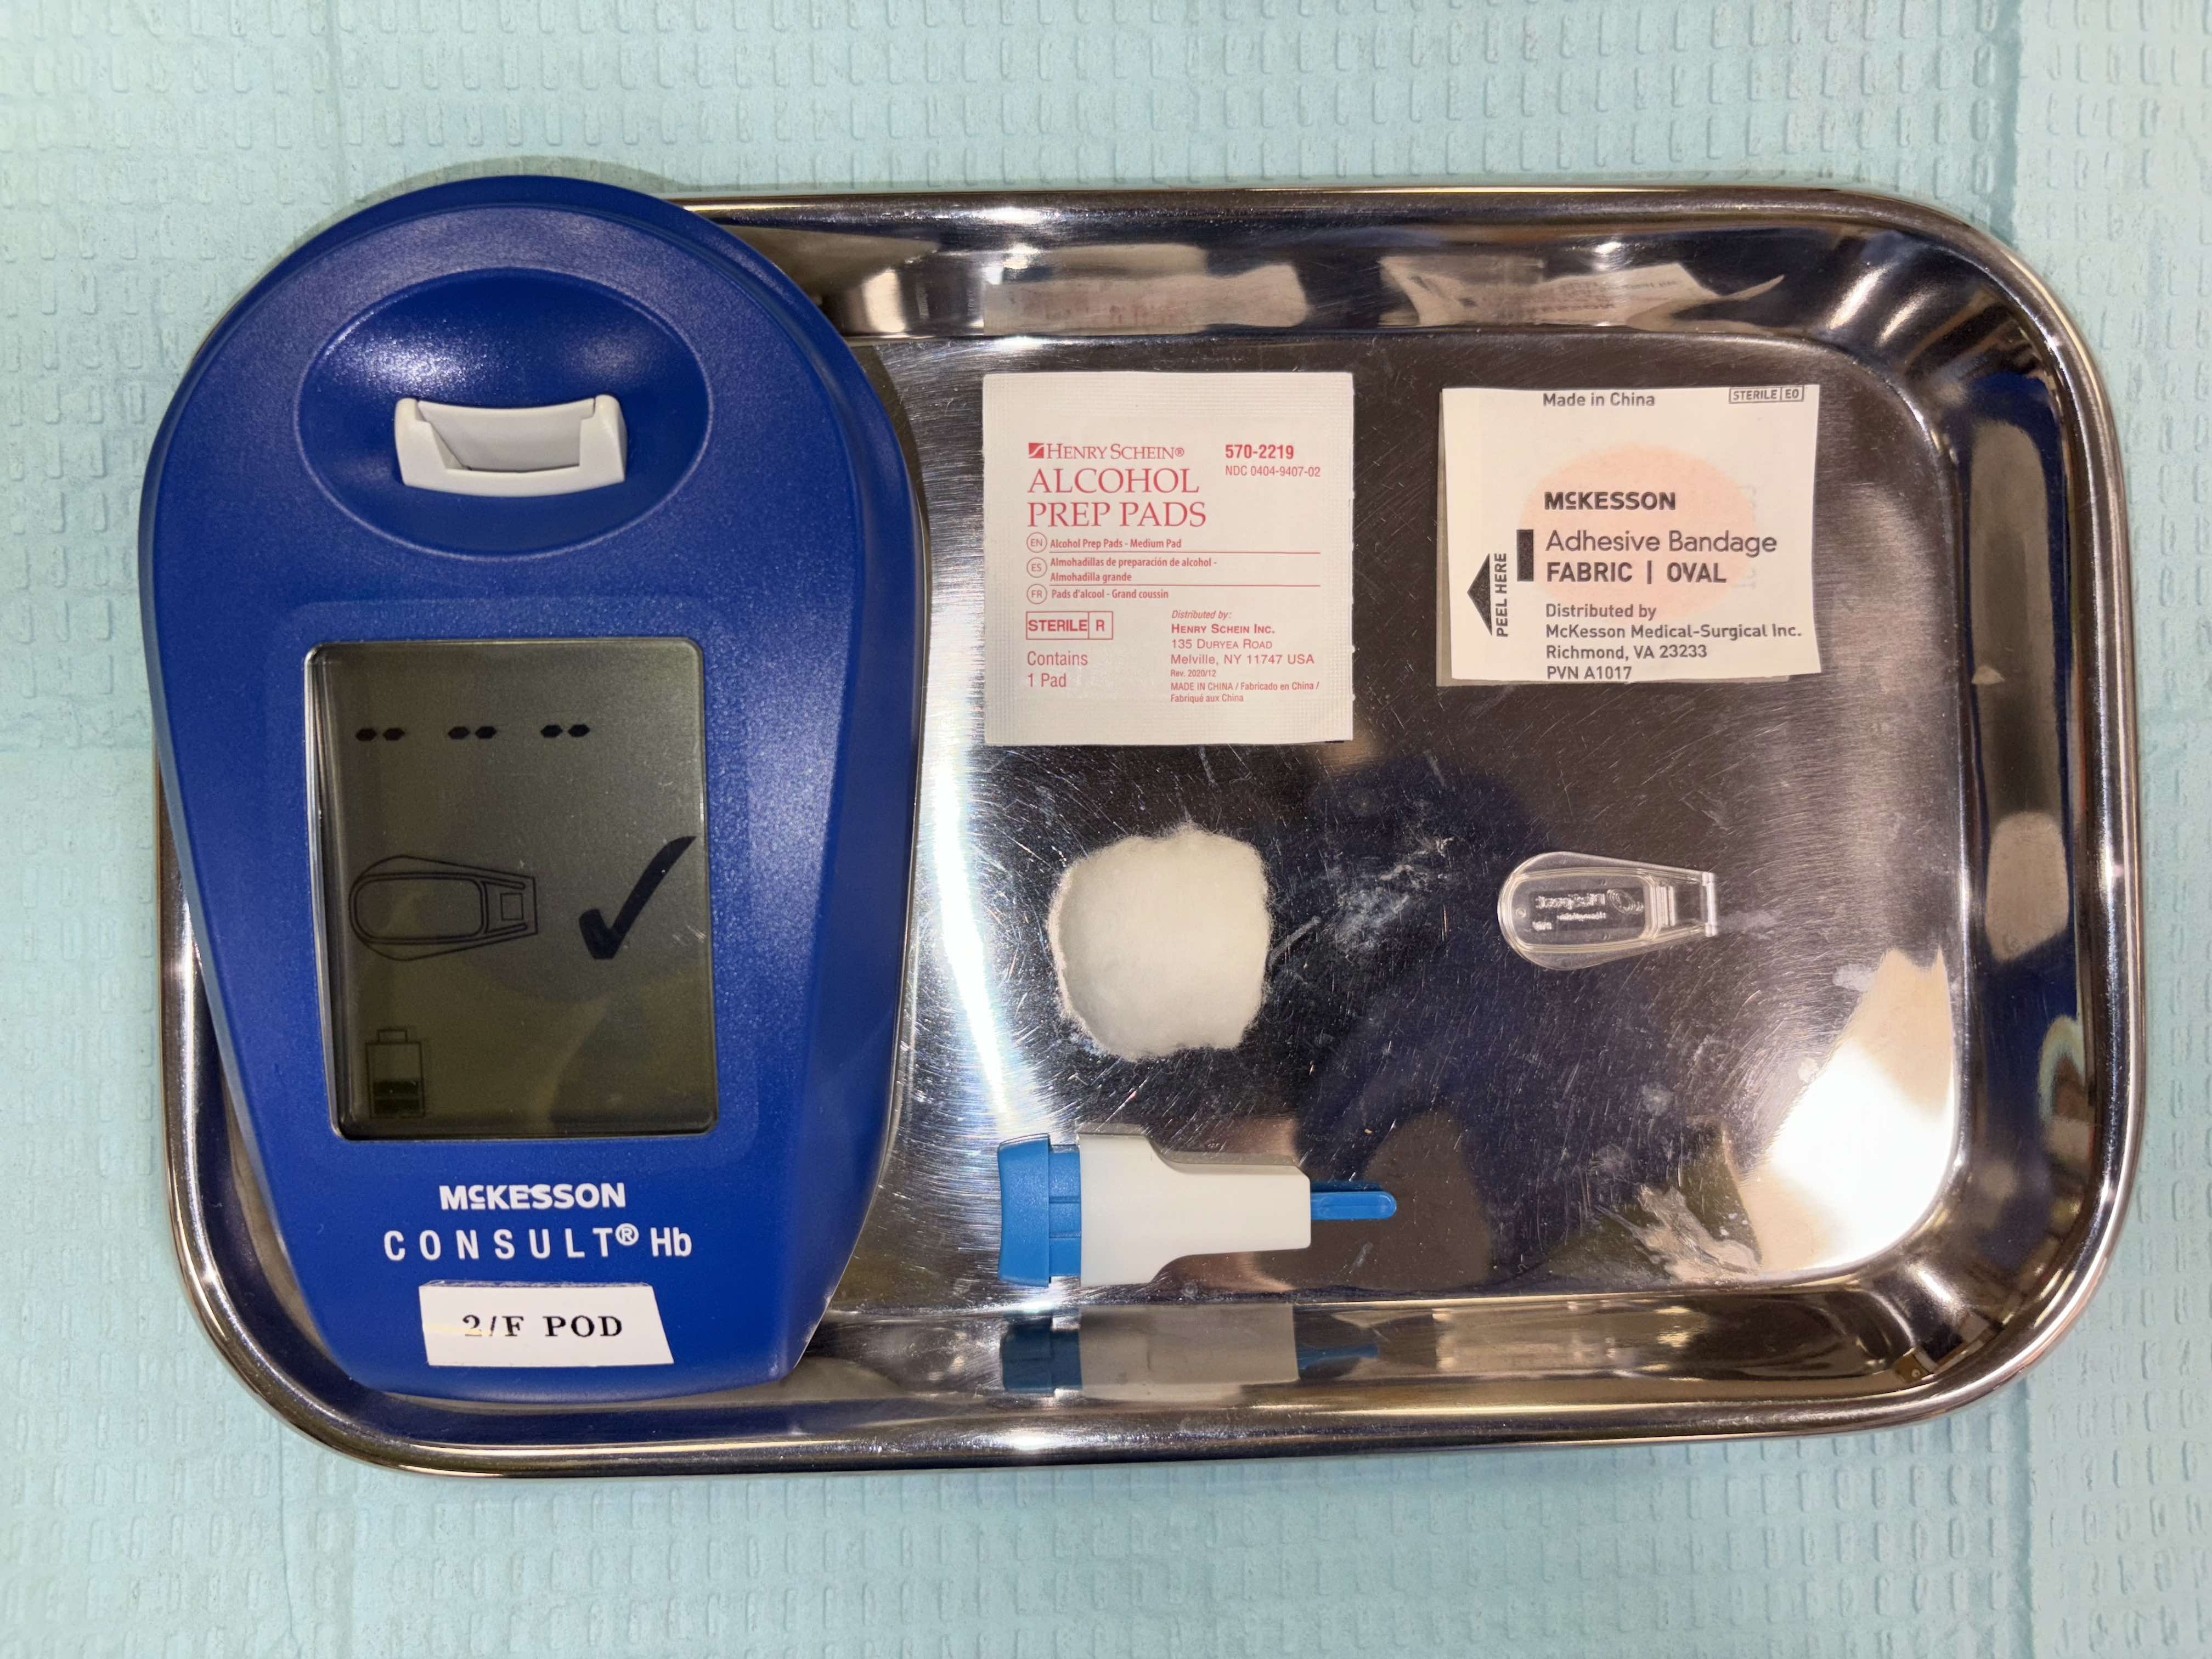 McKESSON
CONSULT® Hb
2/F POD
HENRY SCHEIN®
570-2219
NDC 0404-9407-02
ALCOHOL
PREP PADS
EN Alcohol Prep Pads - Medium Pad
ES Almohadillas de preparación de alcohol -
Almohadilla grande
FR Pads d'alcool - Grand coussin
STERILE R
Contains
1 Pad
Distributed by:
HENRY SCHEIN INC.
135 DURYEA ROAD
Melville, NY 11747 USA
Rev. 2020/12
MADE IN CHINA / Fabricado en China /
Fabriqué aux China
Made in China
STERILE EO
McKESSON
Adhesive Bandage
FABRIC | OVAL
PEEL HERE
Distributed by
McKesson Medical-Surgical Inc.
Richmond, VA 23233
PVN A1017